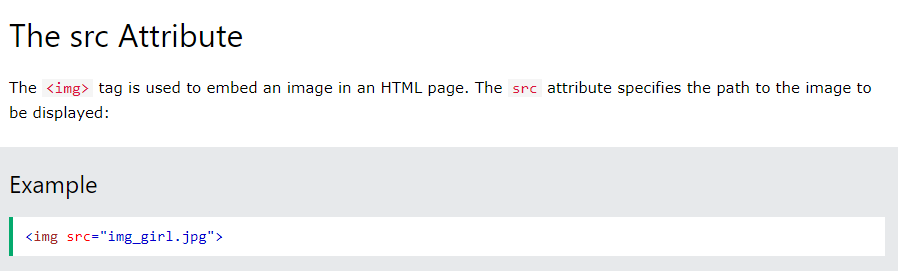 The src Attribute
The <img> tag is used to embed an image in an HTML page. The src attribute specifies the path to the image to
be displayed:
Example
<img src="img_girl.jpg">